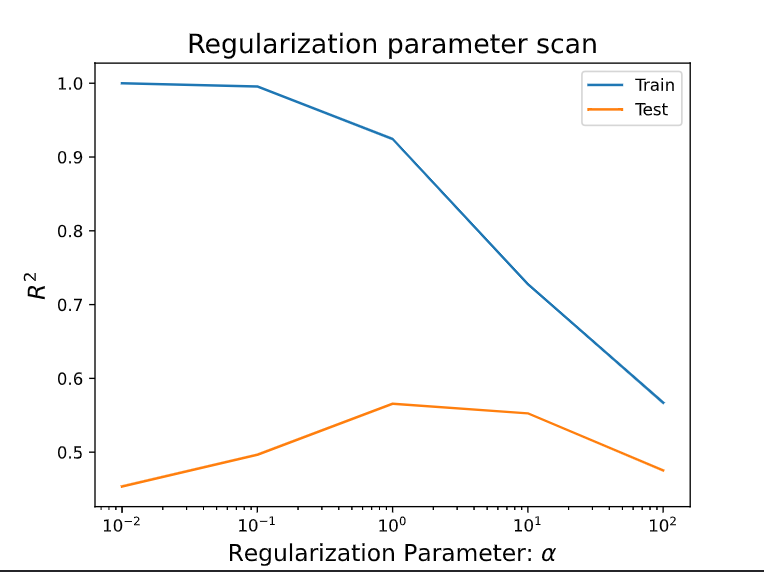 Regularization parameter scan
1.0
0.9
0.8
0.7
0.6
0.5
R²
Train
Test
10⁻²
10⁻¹
10⁰
10¹
10²
Regularization Parameter: α